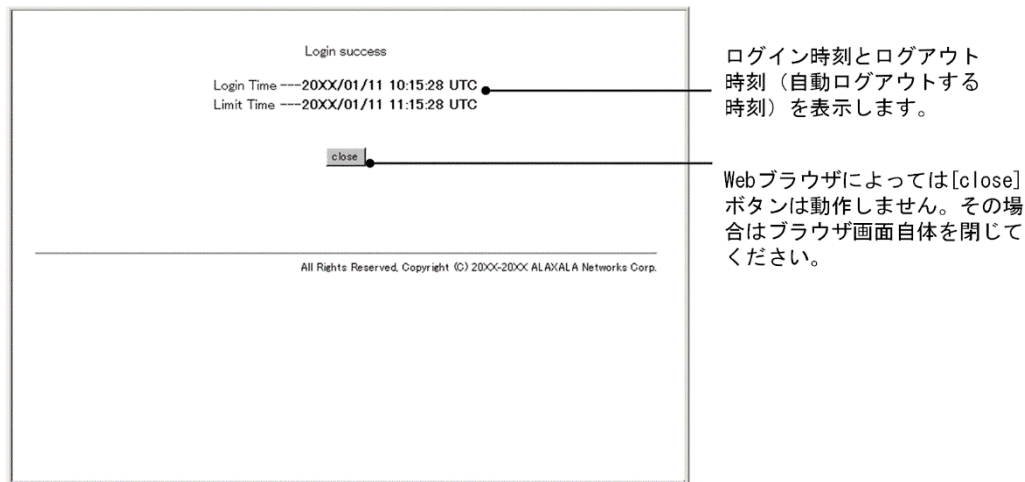 Login success
Login Time ---20XX/01/11 10:15:28 UTC
Limit Time ---20XX/01/11 11:15:28 UTC
close
All Rights Reserved, Copyright (C) 20XX-20XX ALAXALA Networks Corp.
ログイン時刻とログアウト
時刻（自動ログアウトする
時刻）を表示します。
Webブラウザによっては[close]
ボタンは動作しません。その場
合はブラウザ画面自体を閉じて
ください。